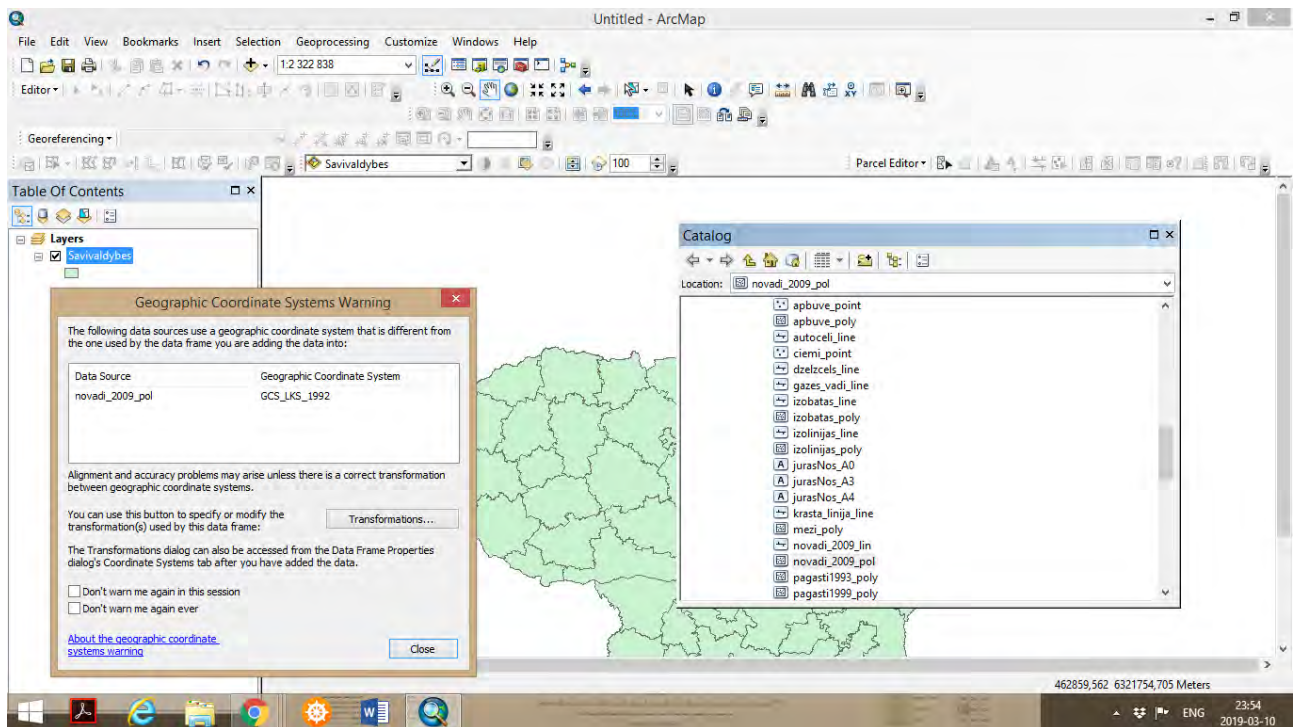 Untitled - ArcMap
File Edit View Bookmarks Insert Selection Geoprocessing Customize Windows Help
1:2 322 838
Editor
Georeferencing
Savivaldybes
100
Parcel Editor
Table Of Contents
Layers
Savivaldybes
Geographic Coordinate Systems Warning
The following data sources use a geographic coordinate system that is different from
the one used by the data frame you are adding the data into:
Data Source Geographic Coordinate System
novadi_2009_pol GCS_LKS_1992
Alignment and accuracy problems may arise unless there is a correct transformation
between geographic coordinate systems.
You can use this button to specify or modify the
transformation(s) used by this data frame:
Transformations...
The Transformations dialog can also be accessed from the Data Frame Properties
dialog's Coordinate Systems tab after you have added the data.
Don't warn me again in this session
Don't warn me again ever
About the geographic coordinate
systems warning
Close
Catalog
Location: novadi_2009_pol
apbuve_point
apbuve_poly
autoceli_line
ciemi_point
dzelzcels_line
gazes_vadi_line
izobatas_line
izobatas_poly
izolinijas_line
izolinijas_poly
A jurasNos_A0
A jurasNos_A3
A jurasNos_A4
krasta_linija_line
mezi_poly
novadi_2009_lin
novadi_2009_pol
pagasti1993_poly
pagasti1999_poly
462859,562 6321754,705 Meters
ENG
23:54
2019-03-10